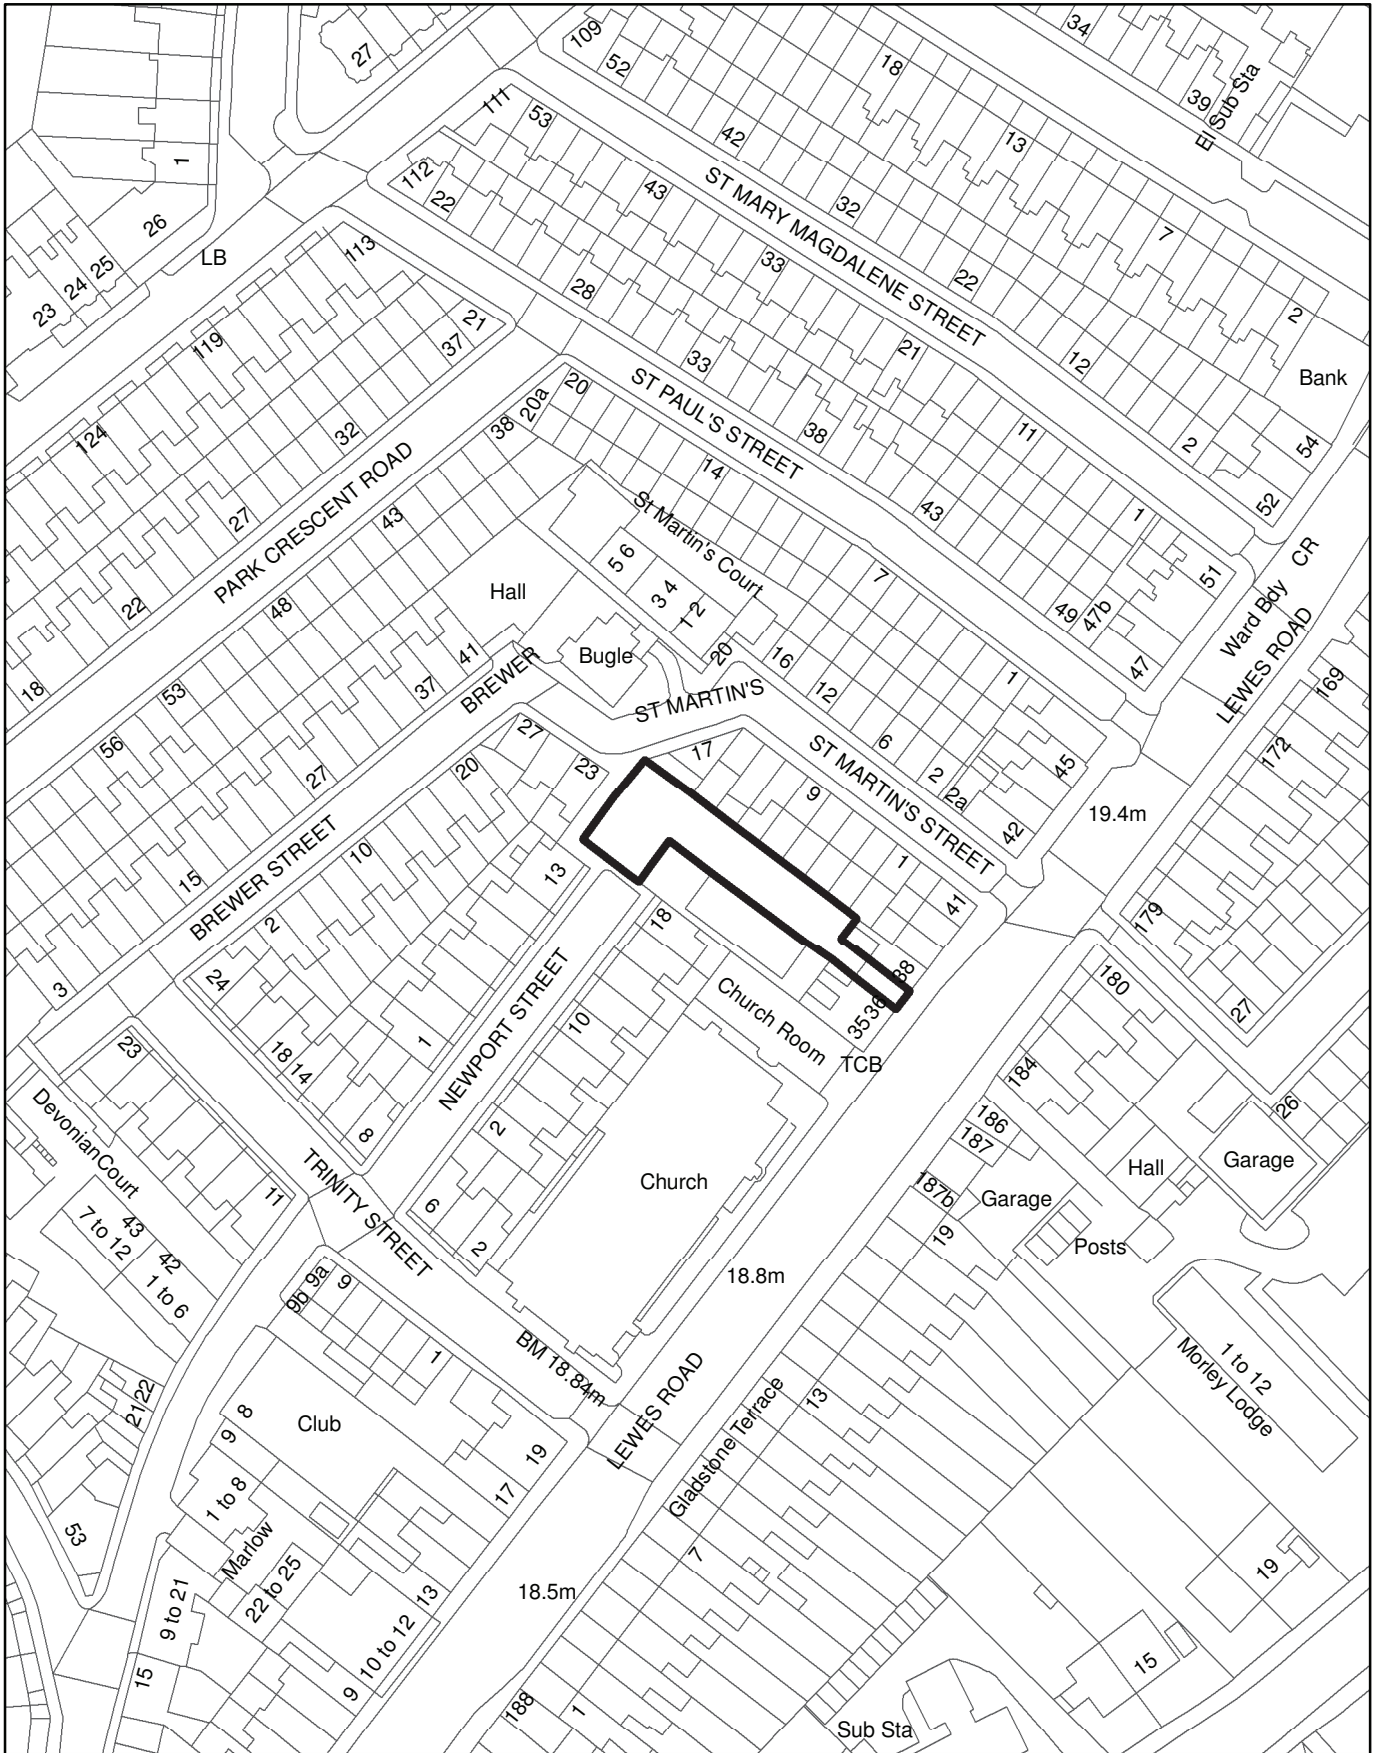 109
52
34
18
39
El Sub Sta
27
111
53
42
13
1
112
22
43
32
ST MARY MAGDALENE STREET
7
26
LB
113
33
22
25
24
23
28
2
21
37
119
33
21
12
Bank
20
ST PAUL'S STREET
20a
38
38
11
2
54
124
32
14
PARK CRESCENT ROAD
43
27
St Martin's Court
43
1
52
5 6
7
51
CR
Ward Bdy
Hall
3 4
1 2
49
47b
22
48
LEWES ROAD
41
Bugle
20
16
47
169
18
37
BREWER
12
1
53
ST MARTIN'S
27
17
6
45
172
56
ST MARTIN'S STREET
27
20
23
2
2a
9
42
19.4m
10
BREWER STREET
15
13
1
41
179
2
18
24
38
180
3
36
35
27
Church Room
TCB
NEWPORT STREET
10
23
18
14
1
184
26
Devonian Court
8
2
186
187
Hall
Garage
TRINITY STREET
Church
187b
Garage
11
6
19
43
7 to 12
42
1 to 6
2
Posts
9a
9
9b
18.8m
BM 18.84m
1
1 to 12
Morley Lodge
LEWES ROAD
Gladstone Terrace
13
22
21
8
9
Club
19
17
1 to 8
53
Marlow
7
22 to 25
13
18.5m
19
9 to 21
10 to 12
15
15
9
188
1
Sub Sta